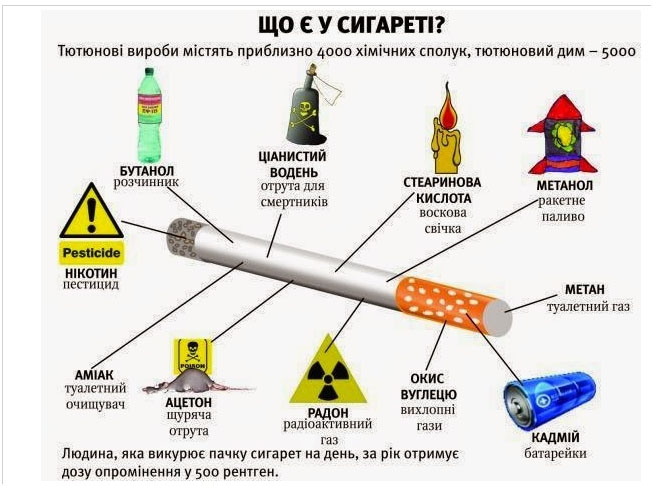 ЩО Є У СИГАРЕТІ?
Тютюнові вироби містять приблизно 4000 хімічних сполук, тютюновий дим – 5000
БУТАНОЛ
розчинник
ЦІАНИСТИЙ
ВОДЕНЬ
отрута для
смертників
СТЕАРИНОВА
КИСЛОТА
воскова
свічка
МЕТАНОЛ
ракетне
паливо
Pesticide
НІКОТИН
пестицид
МЕТАН
туалетний газ
АМІАК
туалетний
очищувач
POISON
АЦЕТОН
щуряча
отрута
РАДОН
радіоактивний
газ
ОКИС
ВУГЛЕЦЮ
вихлопні
гази
КАДМІЙ
батарейки
Людина, яка викурює пачку сигарет на день, за рік отримує
дозу опромінення у 500 рентген.